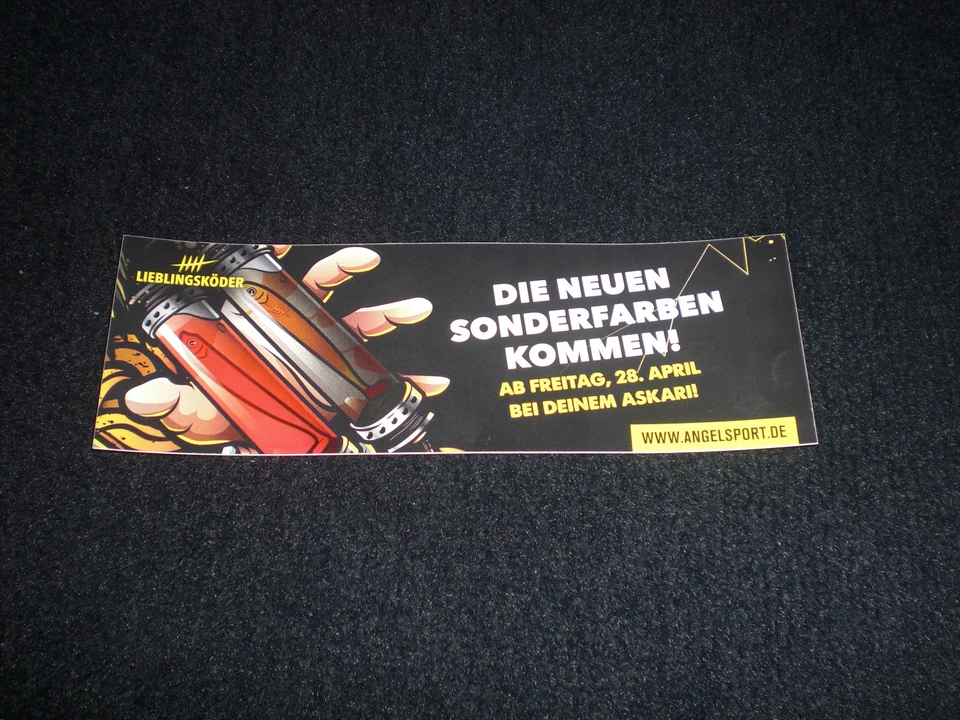 LIEBLINGSKÖDER
DIE NEUEN
SONDERFARBEN
KOMMEN!
AB FREITAG, 28. APRIL
BEI DEINEM ASKARI!
WWW.ANGELSPORT.DE